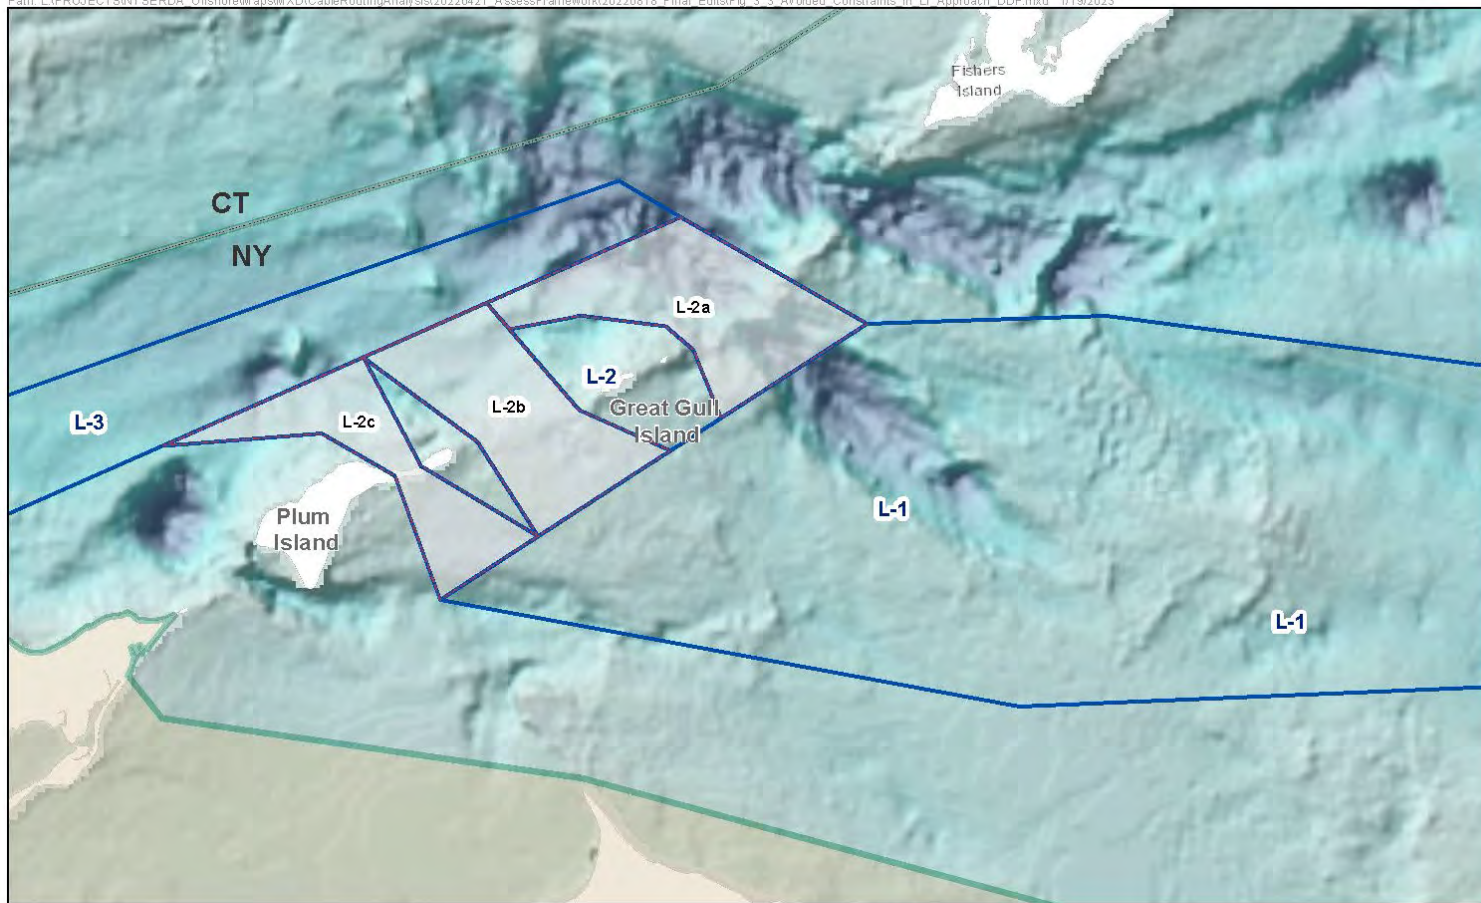 Fishers
Island
CT
NY
L-2a
L-2
L-2b
Great Gull
Island
L-2c
L-3
Plum
Island
L-1
L-1